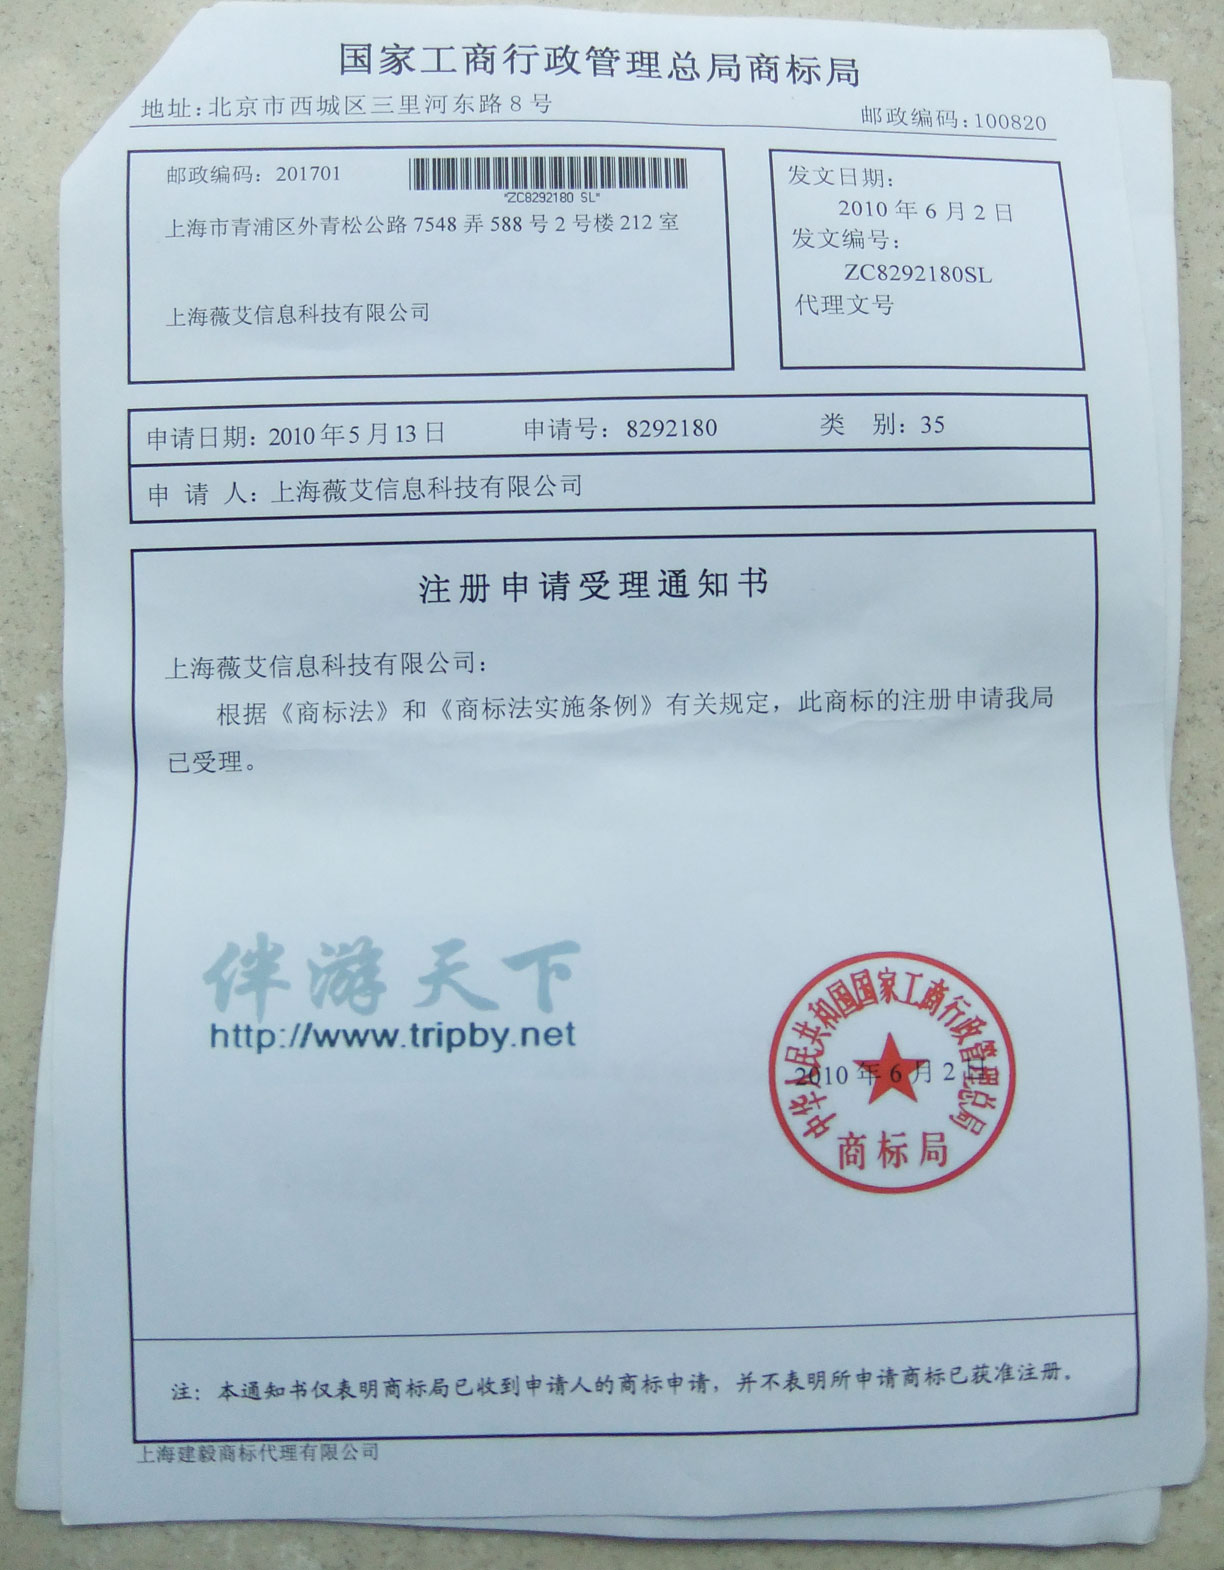 国家工商行政管理总局商标局
地址:北京市西城区三里河东路8号
邮政编码:100820
邮政编码：201701
"ZC8292180 SL"
上海市青浦区外青松公路7548弄588号2号楼212室
上海薇艾信息科技有限公司
发文日期：
2010年6月2日
发文编号：
ZC8292180SL
代理文号
申请日期：2010年5月13日 申请号：8292180 类 别：35
申 请 人：上海薇艾信息科技有限公司
注册申请受理通知书
上海薇艾信息科技有限公司：
根据《商标法》和《商标法实施条例》有关规定，此商标的注册申请我局
已受理。
伴游天下
http://www.tripby.net
中华人民共和国国家工商行政管理总局
2010年6月2日
商标局
注：本通知书仅表明商标局已收到申请人的商标申请，并不表明所申请商标已获准注册。
上海建毅商标代理有限公司